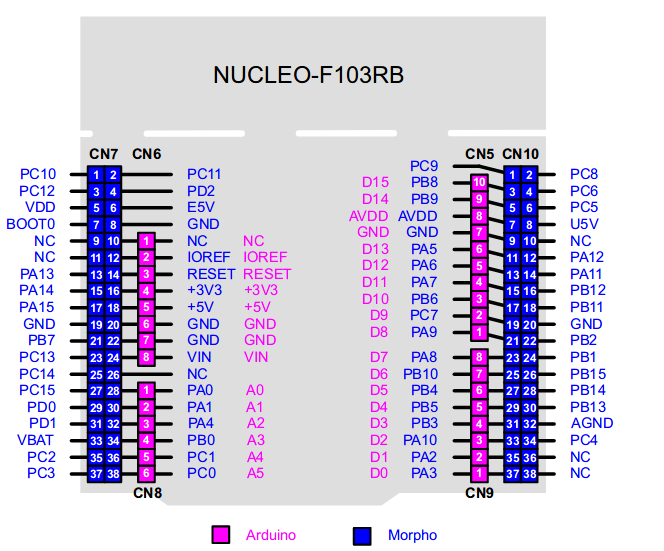 NUCLEO-F103RB
CN7 CN6 CN5 CN10
PC9
PC10 1 2 PC11 1 2 PC8
PC12 3 4 PD2 D15 PB8 10 3 4 PC6
VDD 5 6 E5V D14 PB9 9 5 6 PC5
BOOT0 7 8 GND AVDD AVDD 8 7 8 U5V
NC 9 10 1 NC NC GND GND 7 9 10 NC
NC 11 12 2 IOREF IOREF D13 PA5 6 11 12 PA12
PA13 13 14 3 RESET RESET D12 PA6 5 13 14 PA11
PA14 15 16 4 +3V3 +3V3 D11 PA7 4 15 16 PB12
PA15 17 18 5 +5V +5V D10 PB6 3 17 18 PB11
GND 19 20 6 GND GND D9 PC7 2 19 20 GND
PB7 21 22 7 GND GND D8 PA9 1 21 22 PB2
PC13 23 24 8 VIN VIN D7 PA8 8 23 24 PB1
PC14 25 26 NC D6 PB10 7 25 26 PB15
PC15 27 28 1 PA0 A0 D5 PB4 6 27 28 PB14
PD0 29 30 2 PA1 A1 D4 PB5 5 29 30 PB13
PD1 31 32 3 PA4 A2 D3 PB3 4 31 32 AGND
VBAT 33 34 4 PB0 A3 D2 PA10 3 33 34 PC4
PC2 35 36 5 PC1 A4 D1 PA2 2 35 36 NC
PC3 37 38 6 PC0 A5 D0 PA3 1 37 38 NC
CN8 CN9
Arduino Morpho